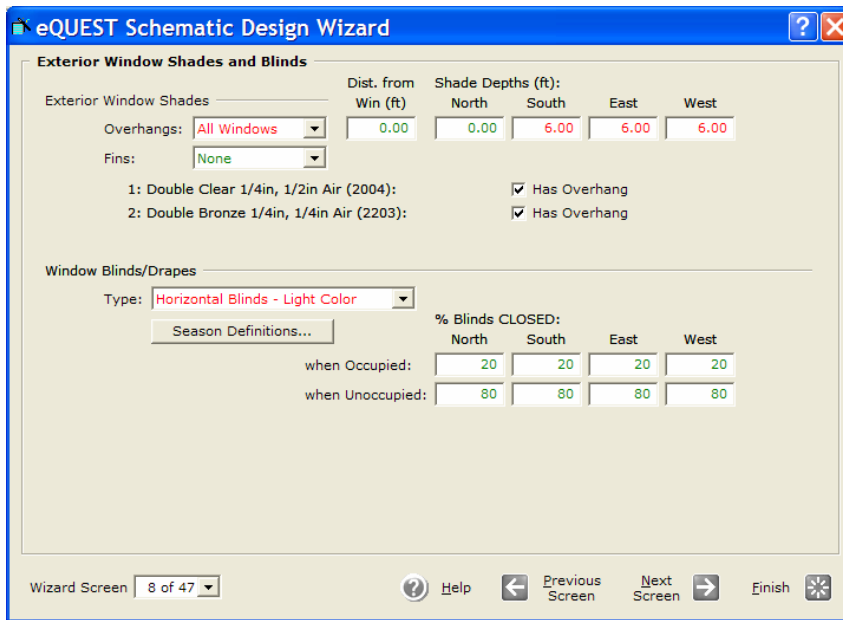 eQUEST Schematic Design Wizard
Exterior Window Shades and Blinds
Dist. from Shade Depths (ft):
Exterior Window Shades Win (ft) North South East West
Overhangs: All Windows 0.00 0.00 6.00 6.00 6.00
Fins: None
1: Double Clear 1/4in, 1/2in Air (2004): Has Overhang
2: Double Bronze 1/4in, 1/4in Air (2203): Has Overhang
Window Blinds/Drapes
Type: Horizontal Blinds - Light Color
Season Definitions... % Blinds CLOSED:
North South East West
when Occupied: 20 20 20 20
when Unoccupied: 80 80 80 80
Wizard Screen 8 of 47 ? Help Previous Screen Next Screen Finish